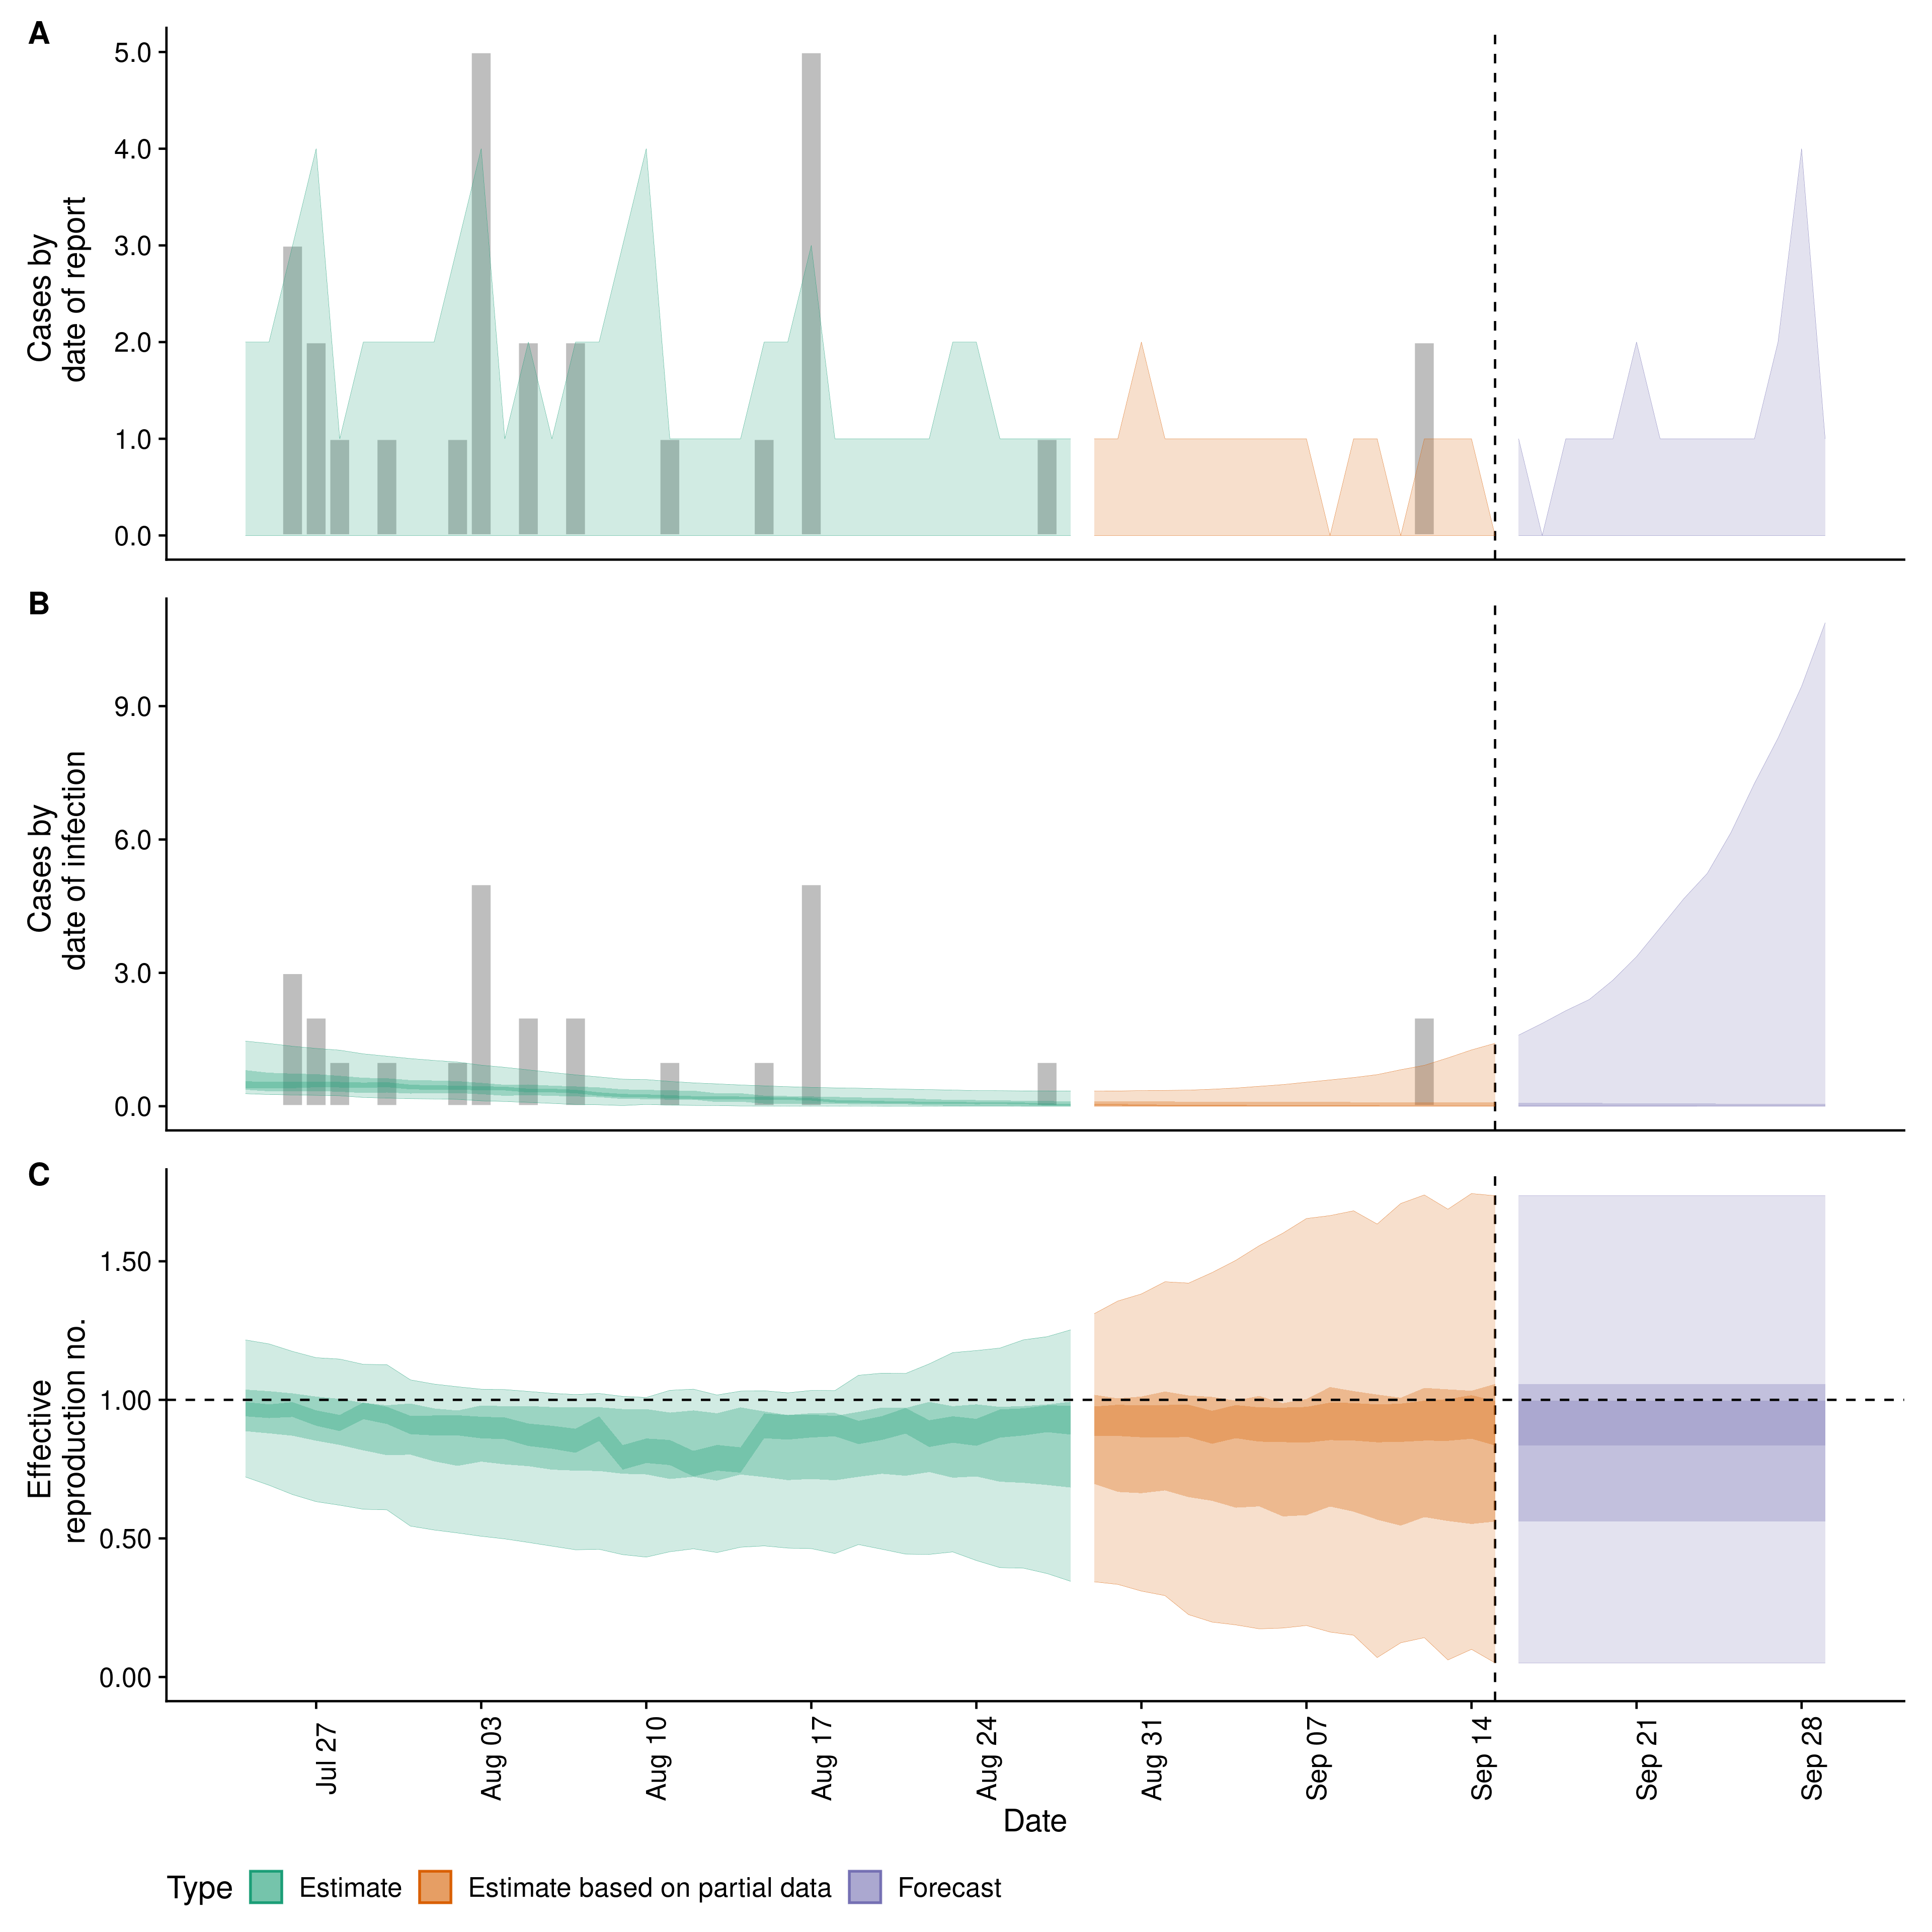 A
5.0
4.0
3.0
2.0
1.0
0.0
Cases by
date of report
B
9.0
6.0
3.0
0.0
Cases by
date of infection
C
1.50
1.00
0.50
0.00
Effective
reproduction no.
Jul 27
Aug 03
Aug 10
Aug 17
Aug 24
Aug 31
Sep 07
Sep 14
Sep 21
Sep 28
Date
Type Estimate Estimate based on partial data Forecast